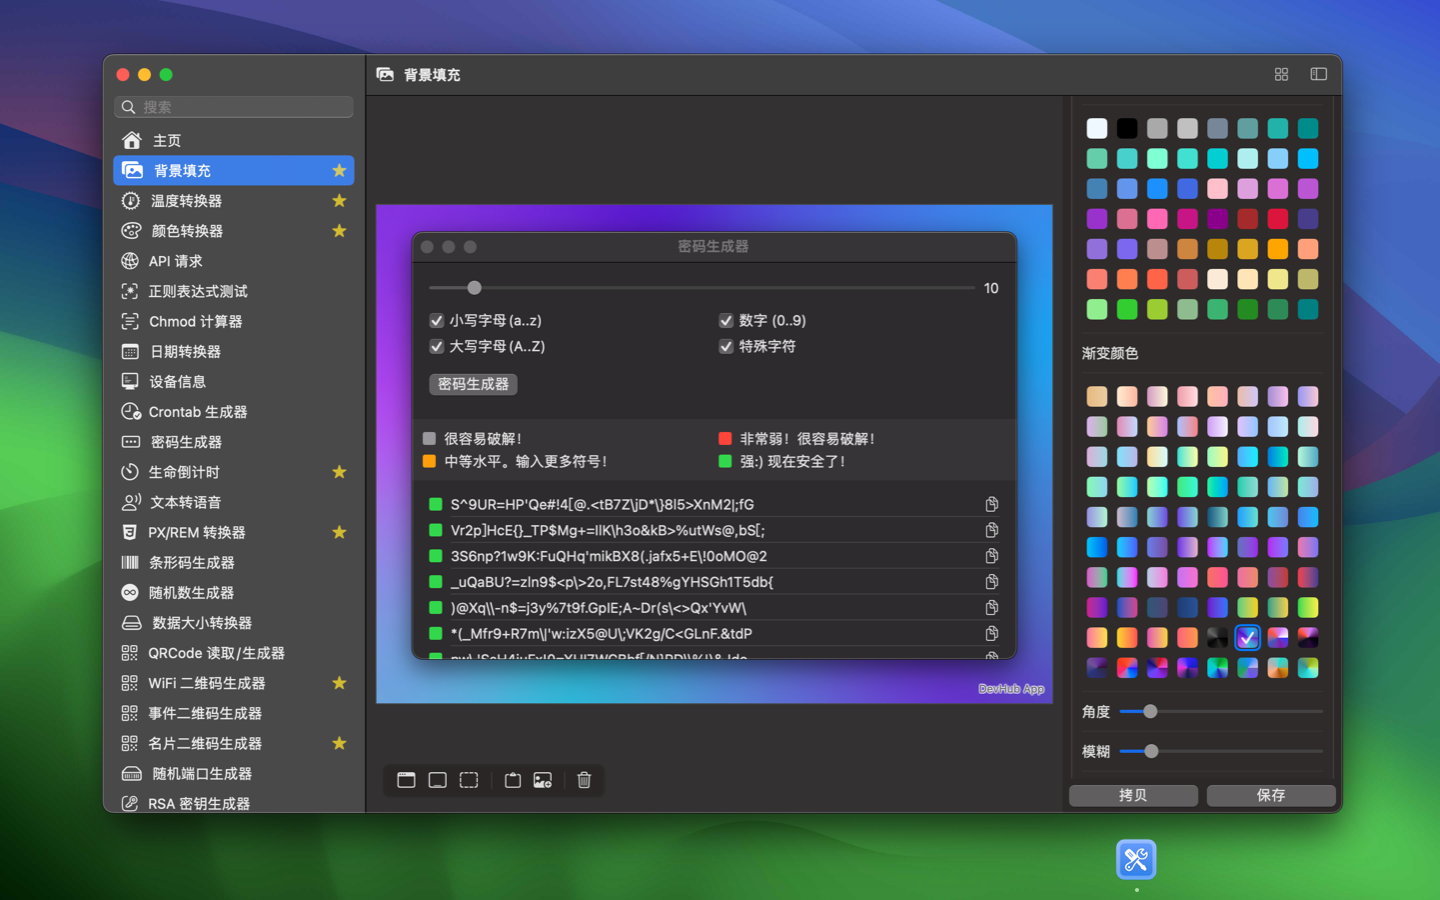 背景填充
搜索
主页
背景填充
温度转换器
颜色转换器
API 请求
正则表达式测试
Chmod 计算器
日期转换器
设备信息
Crontab 生成器
密码生成器
生命倒计时
文本转语音
PX/REM 转换器
条形码生成器
随机数生成器
数据大小转换器
QRCode 读取/生成器
WiFi 二维码生成器
事件二维码生成器
名片二维码生成器
随机端口生成器
RSA 密钥生成器
密码生成器
10
小写字母 (a..z)
数字 (0..9)
大写字母 (A..Z)
特殊字符
密码生成器
很容易破解!
非常弱! 很容易破解!
中等水平。输入更多符号!
强:) 现在安全了!
S^9UR=HP'Qe#!4[@.<tB7Z\jD*\}8l5>XnM2|;fG
Vr2p]HcE{}_TP$Mg+=IlK\h3o&kB>%utWs@,bS[;
3S6np?1w9K:FuQHq'mikBX8(.jafx5+E\!0oMO@2
_uQaBU?=zln9$<p\>2o,FL7st48%gYHSGh1T5db{
)@Xq\\-n$=j3y%7t9f.GpIE;A~Dr(s\<>Qx'YvW\
*(_Mfr9+R7m\|'w:izX5@U\;VK2g/C<GLnF.&tdP
DevHub App
渐变颜色
角度
模糊
拷贝
保存